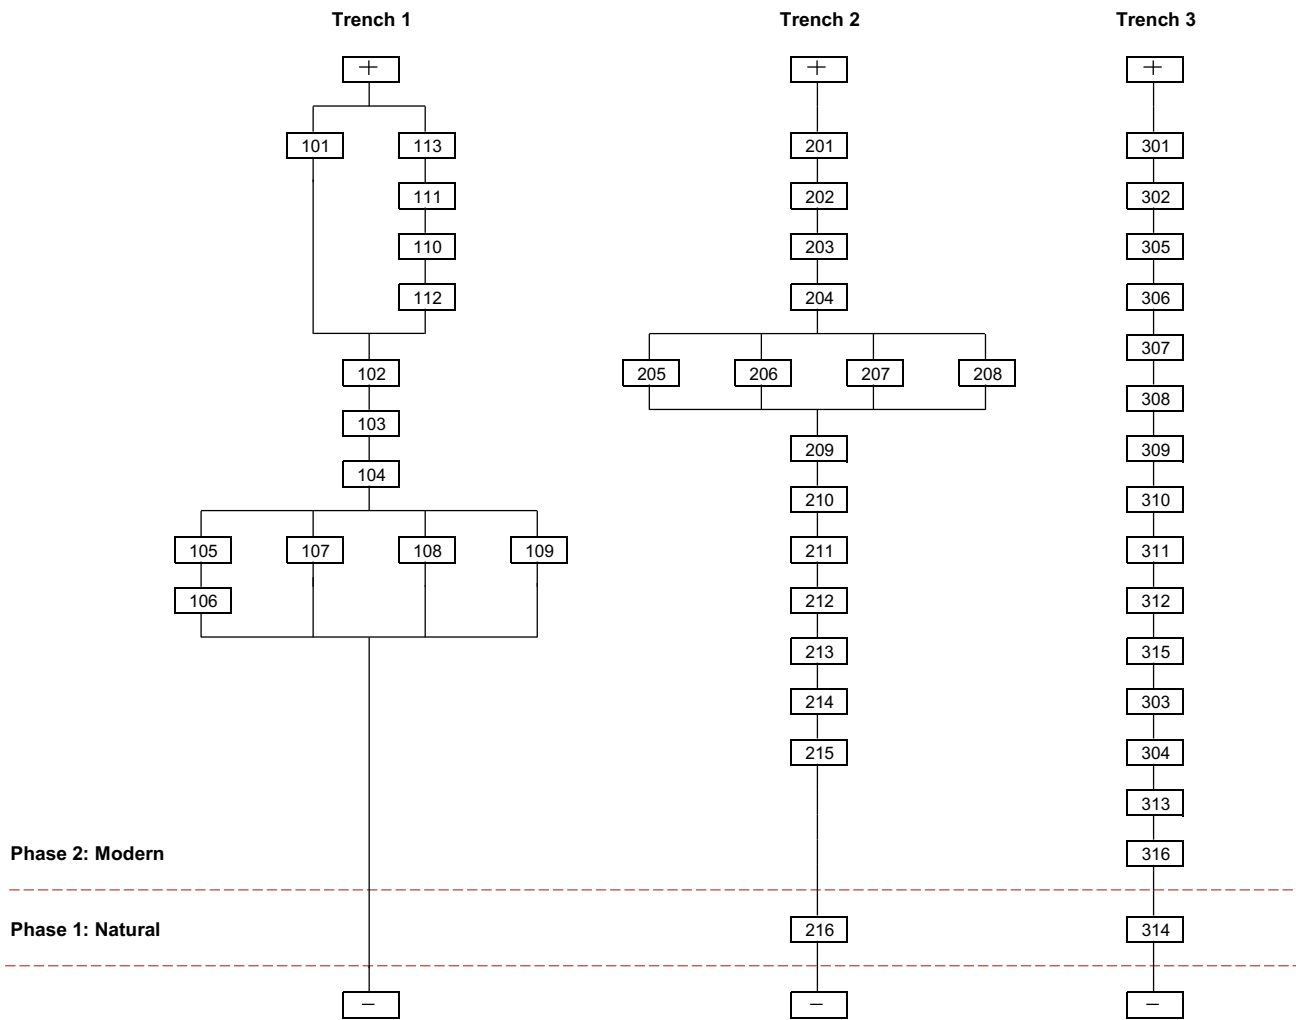 Trench 1 Trench 2 Trench 3
+ + +
101 113 201 301
111 202 302
110 203 305
112 204 306
307
102 205 206 207 208
308
103
209 309
104
210 310
105 107 108 109 211 311
106 212 312
213 315
214 303
215 304
313
Phase 2: Modern 316
Phase 1: Natural 216 314
– – –